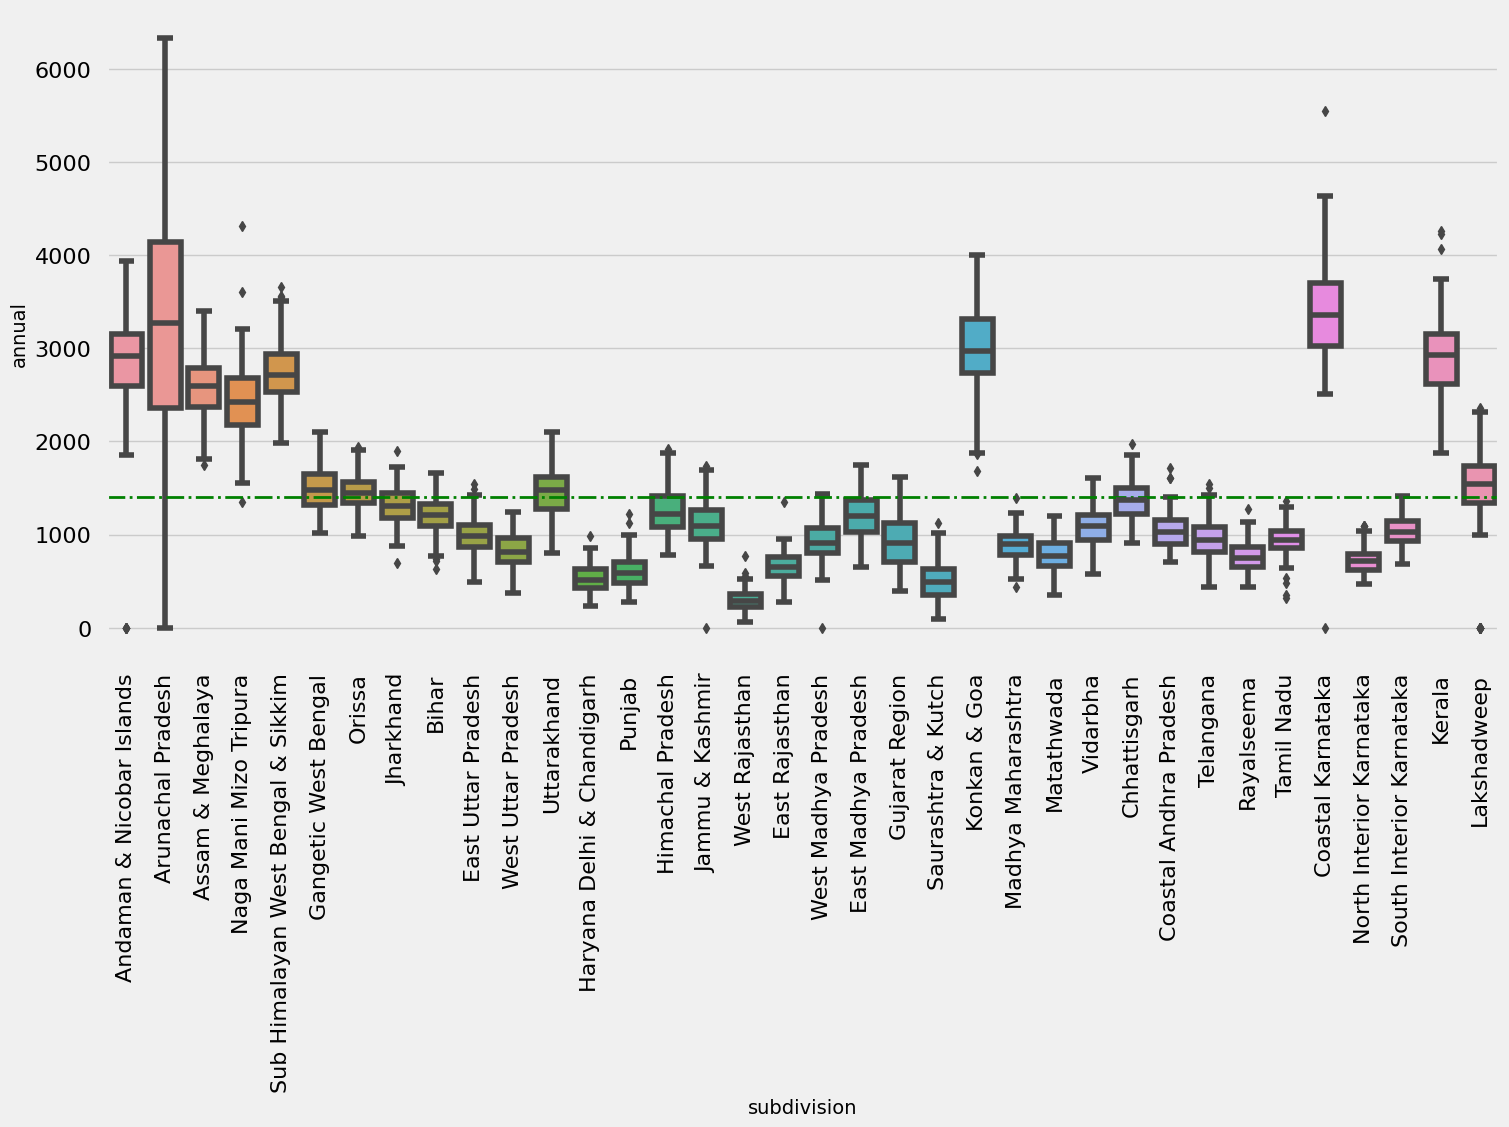 6000
5000
4000
3000
2000
1000
0
annual
Andaman & Nicobar Islands
Arunachal Pradesh
Assam & Meghalaya
Naga Mani Mizo Tripura
Sub Himalayan West Bengal & Sikkim
Gangetic West Bengal
Orissa
Jharkhand
Bihar
East Uttar Pradesh
West Uttar Pradesh
Uttarakhand
Haryana Delhi & Chandigarh
Punjab
Himachal Pradesh
Jammu & Kashmir
West Rajasthan
East Rajasthan
West Madhya Pradesh
East Madhya Pradesh
Gujarat Region
Saurashtra & Kutch
Konkan & Goa
Madhya Maharashtra
Matathwada
Vidarbha
Chhattisgarh
Coastal Andhra Pradesh
Telangana
Rayalseema
Tamil Nadu
Coastal Karnataka
North Interior Karnataka
South Interior Karnataka
Kerala
Lakshadweep
subdivision